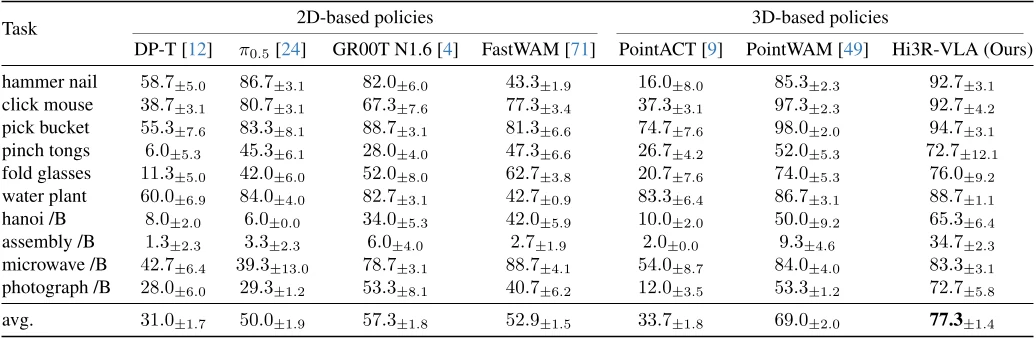 Task 2D-based policies 3D-based policies
DP-T [12] π0.5 [24] GR00T N1.6 [4] FastWAM [71] PointACT [9] PointWAM [49] Hi3R-VLA (Ours)
hammer nail 58.7±5.0 86.7±3.1 82.0±6.0 43.3±1.9 16.0±8.0 85.3±2.3 92.7±3.1
click mouse 38.7±3.1 80.7±3.1 67.3±7.6 77.3±3.4 37.3±3.1 97.3±2.3 92.7±4.2
pick bucket 55.3±7.6 83.3±8.1 88.7±3.1 81.3±6.6 74.7±7.6 98.0±2.0 94.7±3.1
pinch tongs 6.0±5.3 45.3±6.1 28.0±4.0 47.3±6.6 26.7±4.2 52.0±5.3 72.7±12.1
fold glasses 11.3±5.0 42.0±6.0 52.0±8.0 62.7±3.8 20.7±7.6 74.0±5.3 76.0±9.2
water plant 60.0±6.9 84.0±4.0 82.7±3.1 42.7±0.9 83.3±6.4 86.7±3.1 88.7±1.1
hanoi /B 8.0±2.0 6.0±0.0 34.0±5.3 42.0±5.9 10.0±2.0 50.0±9.2 65.3±6.4
assembly /B 1.3±2.3 3.3±2.3 6.0±4.0 2.7±1.9 2.0±0.0 9.3±4.6 34.7±2.3
microwave /B 42.7±6.4 39.3±13.0 78.7±3.1 88.7±4.1 54.0±8.7 84.0±4.0 83.3±3.1
photograph /B 28.0±6.0 29.3±1.2 53.3±8.1 40.7±6.2 12.0±3.5 53.3±1.2 72.7±5.8
avg. 31.0±1.7 50.0±1.9 57.3±1.8 52.9±1.5 33.7±1.8 69.0±2.0 77.3±1.4